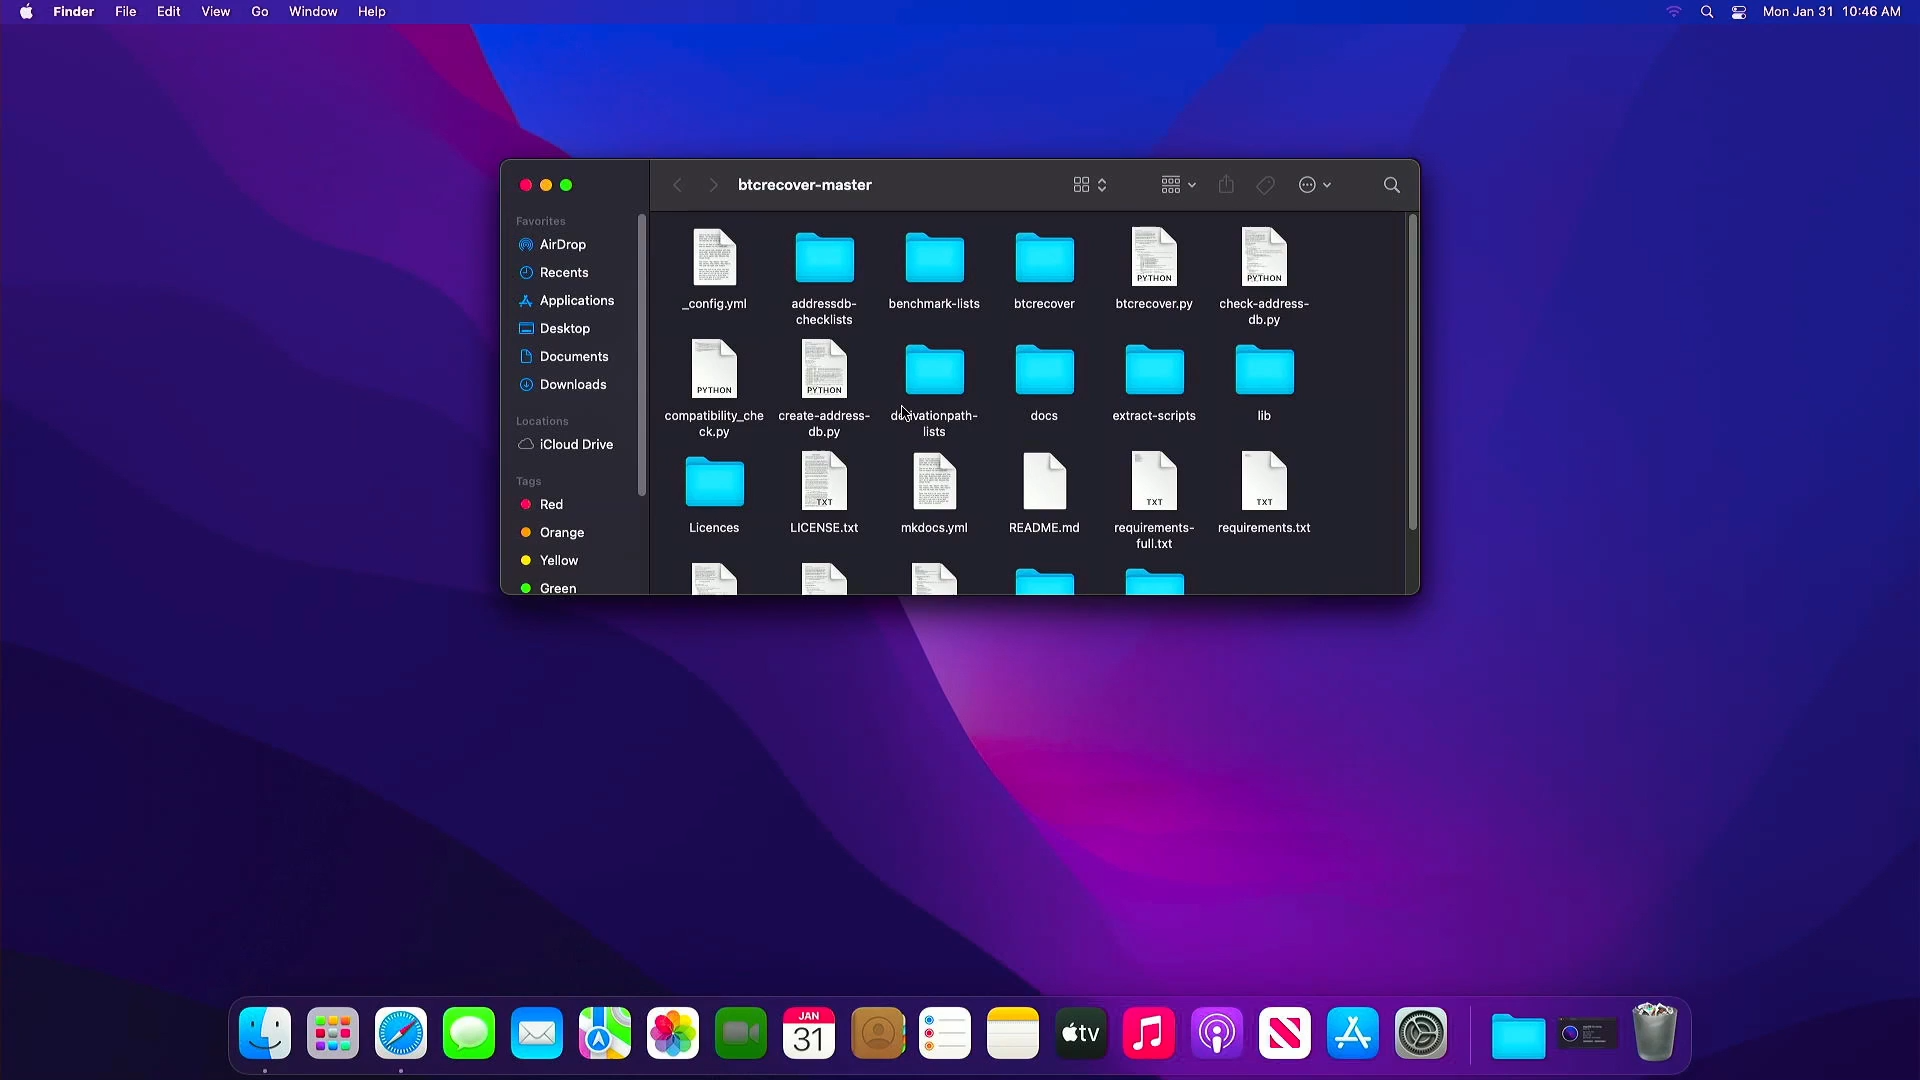 Finder File Edit View Go Window Help
Mon Jan 31 10:46 AM
btcrecover-master
Favorites
AirDrop
Recents
Applications
Desktop
Documents
Downloads
Locations
iCloud Drive
Tags
Red
Orange
Yellow
Green
_config.yml
addressdb-
checklists
benchmark-lists
btcrecover
PYTHON
btcrecover.py
PYTHON
check-address-
db.py
PYTHON
compatibility_che
ck.py
PYTHON
create-address-
db.py
derivationpath-
lists
docs
extract-scripts
lib
Licences
TXT
LICENSE.txt
mkdocs.yml
README.md
TXT
requirements-
full.txt
TXT
requirements.txt
JAN
31
tv